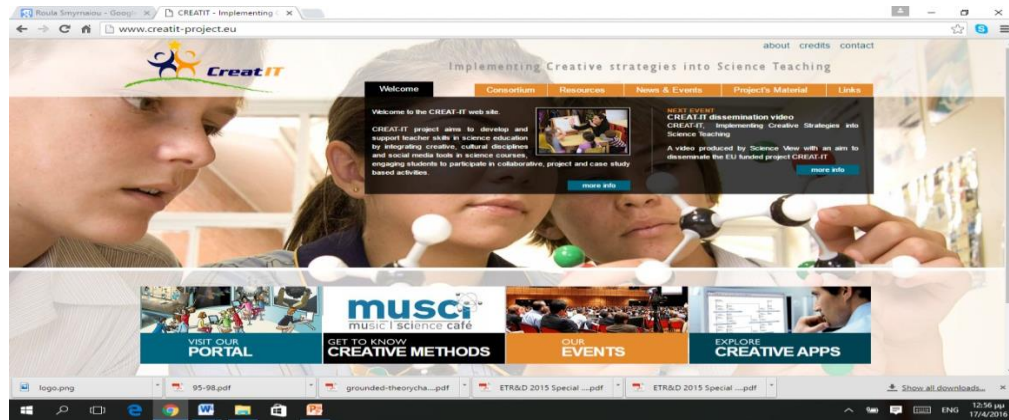 Roula Smyrnaiou - Googl
CREATIT - Implementing C
www.creatit-project.eu
about credits contact
CreatIT
Implementing Creative strategies into Science Teaching
Welcome
Consortium
Resources
News & Events
Project's Material
Links
Welcome to the CREAT-IT web site.
CREAT-IT project aims to develop and
support teacher skills in science education
by integrating creative, cultural disciplines
and social media tools in science courses,
engaging students to participate in collaborative, project and case study
based activities.
more info
NEXT EVENT
CREAT-IT dissemination video
CREAT-IT, Implementing Creative Strategies into
Science Teaching
A video produced by Science View with an aim to
disseminate the EU funded project CREAT-IT
more info
VISIT OUR
PORTAL
musci
music | science café
GET TO KNOW
CREATIVE METHODS
OUR
EVENTS
EXPLORE
CREATIVE APPS
logo.png
95-98.pdf
grounded-theorycha....pdf
ETR&D 2015 Special ....pdf
ETR&D 2015 Special ....pdf
Show all downloads...
ENG
12:56 μμ
17/4/2016